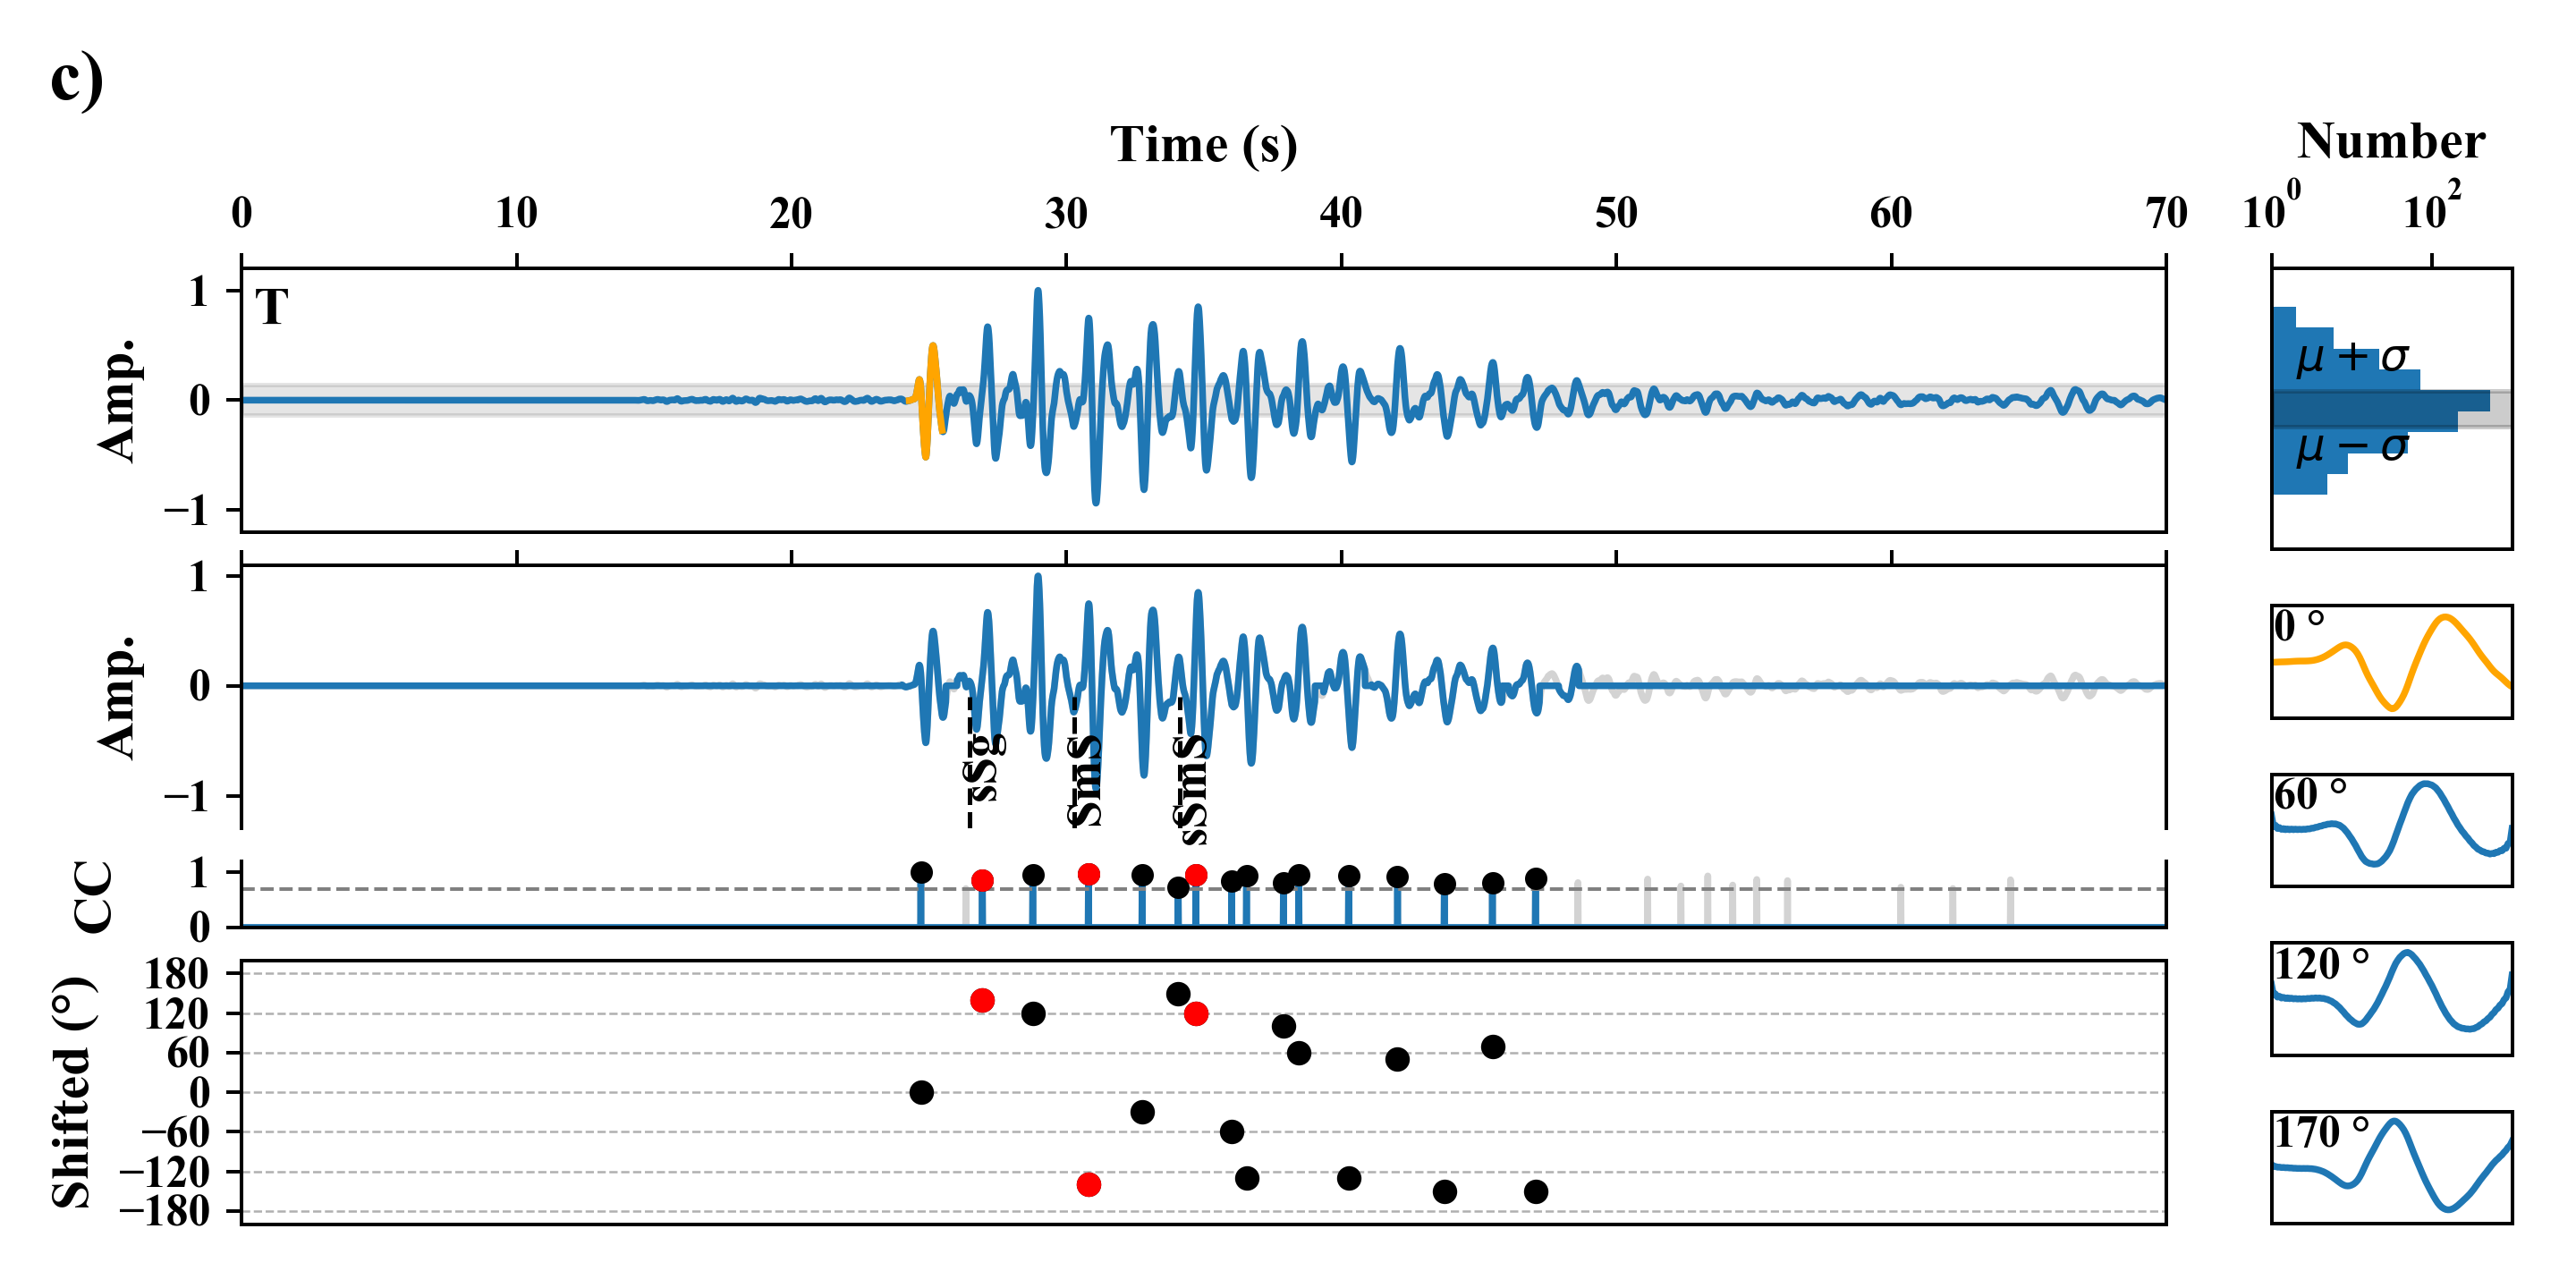 c)
Time (s)
Number
0 10 20 30 40 50 60 70
10^0 10^2
T
Amp.
1
0
−1
μ + σ
μ − σ
Amp.
1
0
−1
sSg
SmS
sSmS
0 °
60 °
CC
1
0
120 °
Shifted (°)
180
120
60
0
−60
−120
−180
170 °